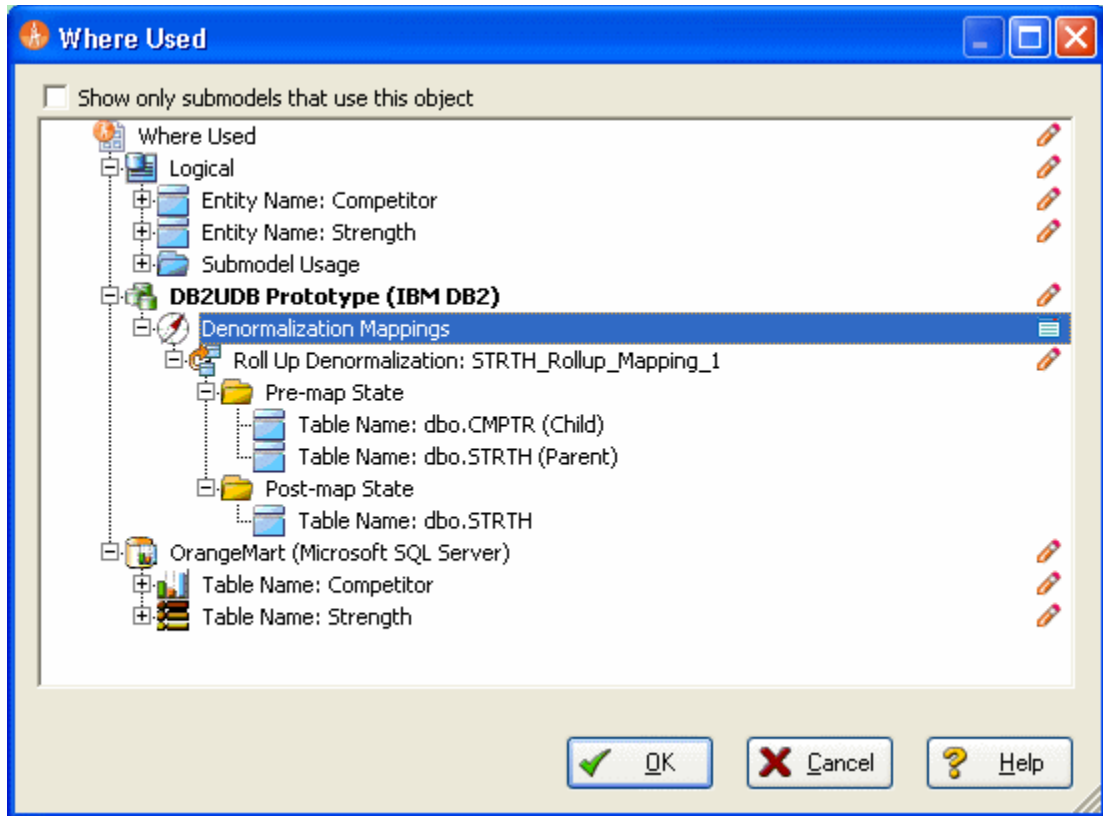 Where Used
Show only submodels that use this object
Where Used
Logical
Entity Name: Competitor
Entity Name: Strength
Submodel Usage
DB2UDB Prototype (IBM DB2)
Denormalization Mappings
Roll Up Denormalization: STRTH_Rollup_Mapping_1
Pre-map State
Table Name: dbo.CMPTR (Child)
Table Name: dbo.STRTH (Parent)
Post-map State
Table Name: dbo.STRTH
OrangeMart (Microsoft SQL Server)
Table Name: Competitor
Table Name: Strength
OK Cancel Help